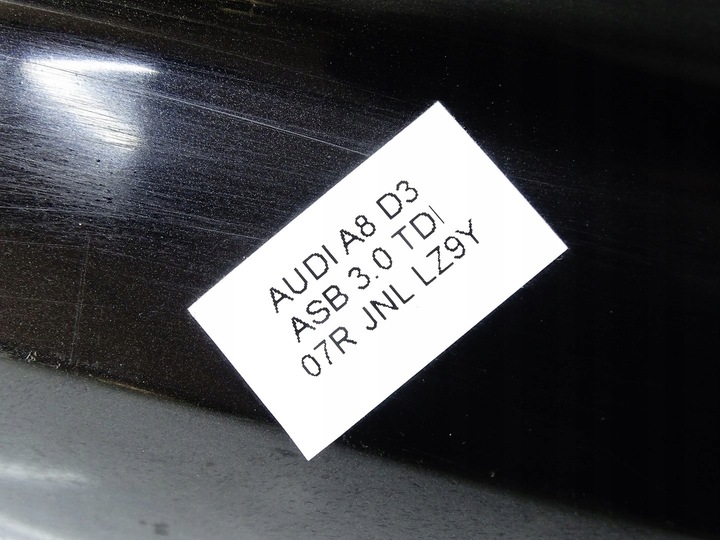 AUDI A8 D3
ASB 3.0 TDI
07R JNL LZ9Y